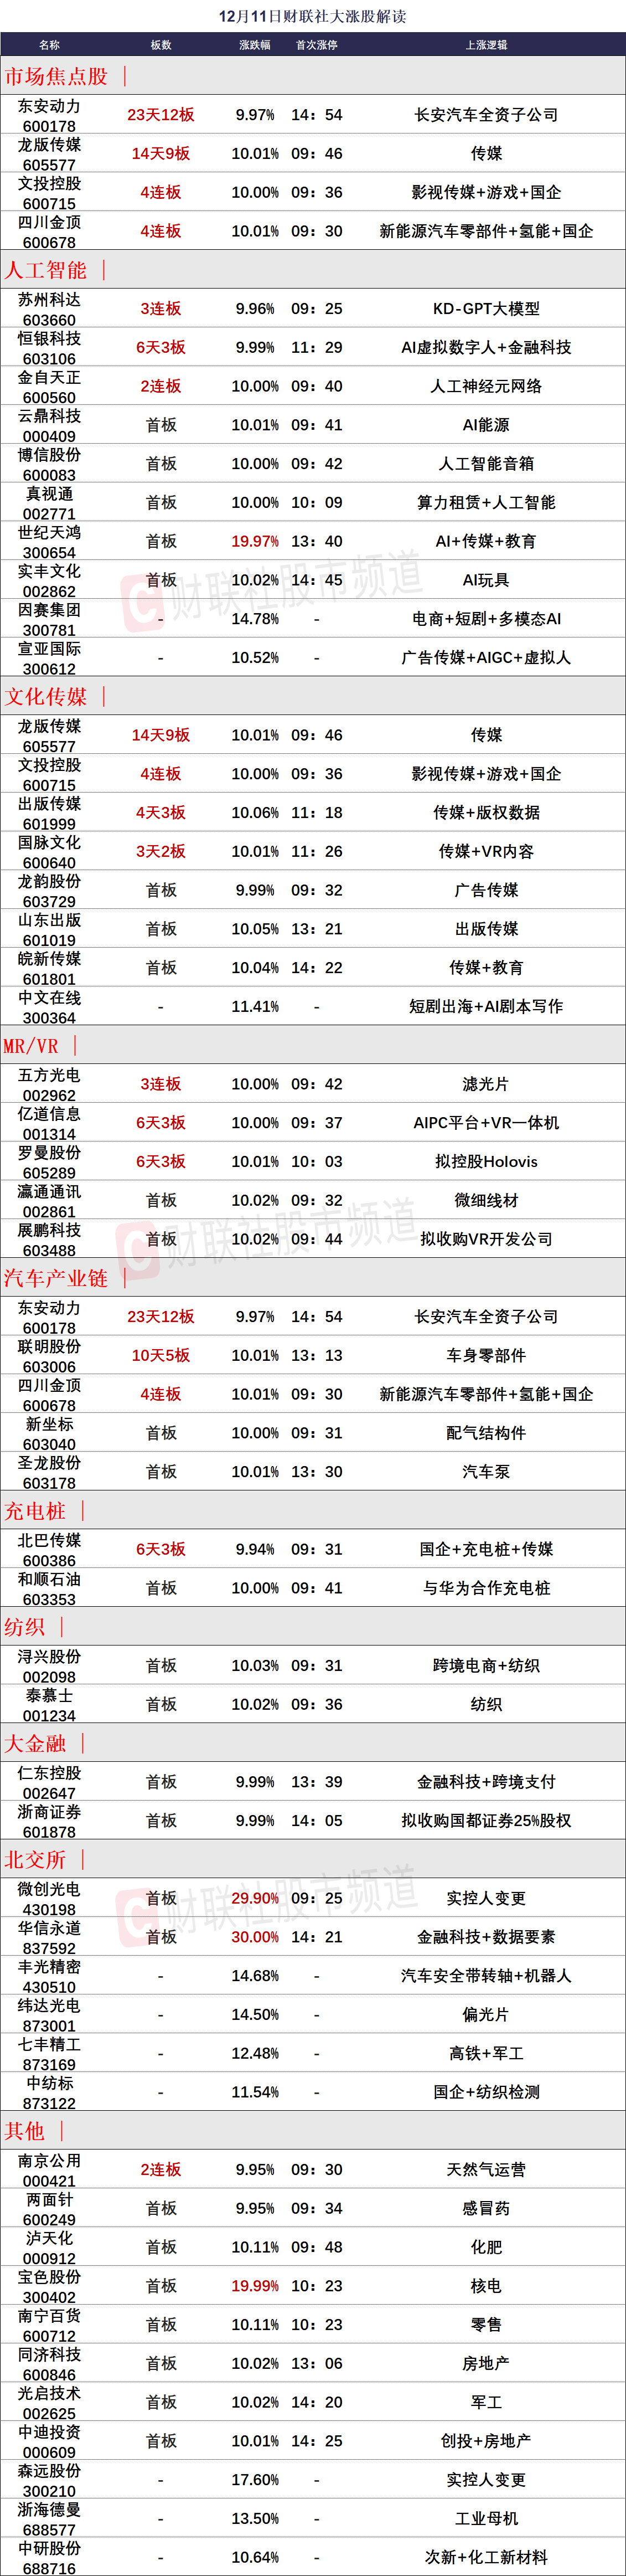 12月11日财联社大涨股解读
名称 板数 涨跌幅 首次涨停 上涨逻辑
市场焦点股
东安动力 600178 23天12板 9.97% 14：54 长安汽车全资子公司
龙版传媒 605577 14天9板 10.01% 09：46 传媒
文投控股 600715 4连板 10.00% 09：36 影视传媒+游戏+国企
四川金顶 600678 4连板 10.01% 09：30 新能源汽车零部件+氢能+国企
人工智能
苏州科达 603660 3连板 9.96% 09：25 KD-GPT大模型
恒银科技 603106 6天3板 9.99% 11：29 AI虚拟数字人+金融科技
金自天正 600560 2连板 10.00% 09：40 人工神经元网络
云鼎科技 000409 首板 10.01% 09：41 AI能源
博信股份 600083 首板 10.00% 09：42 人工智能音箱
真视通 002771 首板 10.00% 10：09 算力租赁+人工智能
世纪天鸿 300654 首板 19.97% 13：40 AI+传媒+教育
实丰文化 002862 首板 10.02% 14：45 AI玩具
因赛集团 300781 - 14.78% - 电商+短剧+多模态AI
宣亚国际 300612 - 10.52% - 广告传媒+AIGC+虚拟人
财联社股市频道
文化传媒
龙版传媒 605577 14天9板 10.01% 09：46 传媒
文投控股 600715 4连板 10.00% 09：36 影视传媒+游戏+国企
出版传媒 601999 4天3板 10.06% 11：18 传媒+版权数据
国脉文化 600640 3天2板 10.01% 11：26 传媒+VR内容
龙韵股份 603729 首板 9.99% 09：32 广告传媒
山东出版 601019 首板 10.05% 13：21 出版传媒
皖新传媒 601801 首板 10.04% 14：22 传媒+教育
中文在线 300364 - 11.41% - 短剧出海+AI剧本写作
MR/VR
五方光电 002962 3连板 10.00% 09：42 滤光片
亿道信息 001314 6天3板 10.00% 09：37 AIPC平台+VR一体机
罗曼股份 605289 6天3板 10.01% 10：03 拟控股Holovis
瀛通通讯 002861 首板 10.02% 09：32 微细线材
展鹏科技 603488 首板 10.02% 09：44 拟收购VR开发公司
财联社股市频道
汽车产业链
东安动力 600178 23天12板 9.97% 14：54 长安汽车全资子公司
联明股份 603006 10天5板 10.01% 13：13 车身零部件
四川金顶 600678 4连板 10.01% 09：30 新能源汽车零部件+氢能+国企
新坐标 603040 首板 10.00% 09：31 配气结构件
圣龙股份 603178 首板 10.01% 13：30 汽车泵
充电桩
北巴传媒 600386 6天3板 9.94% 09：31 国企+充电桩+传媒
和顺石油 603353 首板 10.00% 09：41 与华为合作充电桩
纺织
浔兴股份 002098 首板 10.03% 09：31 跨境电商+纺织
泰慕士 001234 首板 10.02% 09：36 纺织
大金融
仁东控股 002647 首板 9.99% 13：39 金融科技+跨境支付
浙商证券 601878 首板 9.99% 14：05 拟收购国都证券25%股权
北交所
微创光电 430198 首板 29.90% 09：25 实控人变更
华信永道 837592 首板 30.00% 14：21 金融科技+数据要素
财联社股市频道
丰光精密 430510 - 14.68% - 汽车安全带转轴+机器人
纬达光电 873001 - 14.50% - 偏光片
七丰精工 873169 - 12.48% - 高铁+军工
中纺标 873122 - 11.54% - 国企+纺织检测
其他
南京公用 000421 2连板 9.95% 09：30 天然气运营
两面针 600249 首板 9.95% 09：34 感冒药
泸天化 000912 首板 10.11% 09：48 化肥
宝色股份 300402 首板 19.99% 10：23 核电
南宁百货 600712 首板 10.11% 10：23 零售
同济科技 600846 首板 10.02% 13：06 房地产
光启技术 002625 首板 10.02% 14：20 军工
中迪投资 000609 首板 10.01% 14：25 创投+房地产
森远股份 300210 - 17.60% - 实控人变更
浙海德曼 688577 - 13.50% - 工业母机
中研股份 688716 - 10.64% - 次新+化工新材料